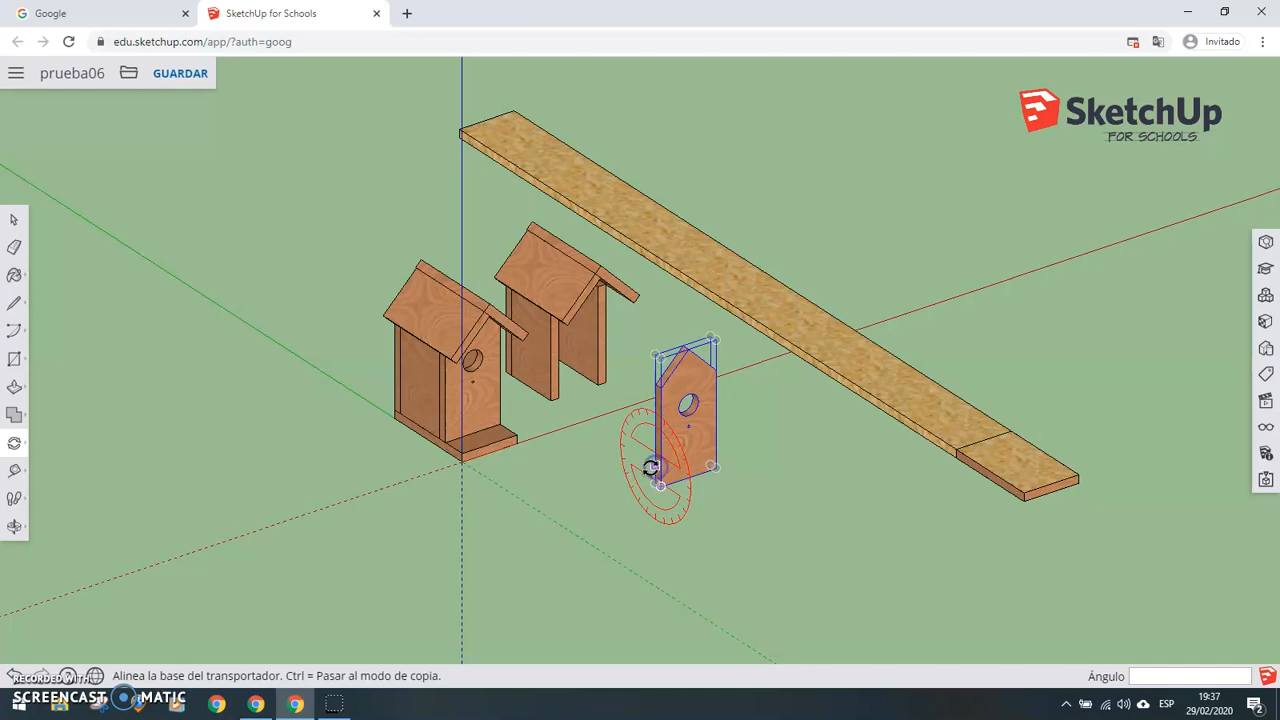 Google
SketchUp for Schools
edu.sketchup.com/app/?auth=goog
Invitado
prueba06
GUARDAR
SketchUp
FOR SCHOOLS
Alinea la base del transportador. Ctrl = Pasar al modo de copia.
Ángulo
RECORDED WITH
SCREENCAST MATIC
ESP
19:37
29/02/2020
2